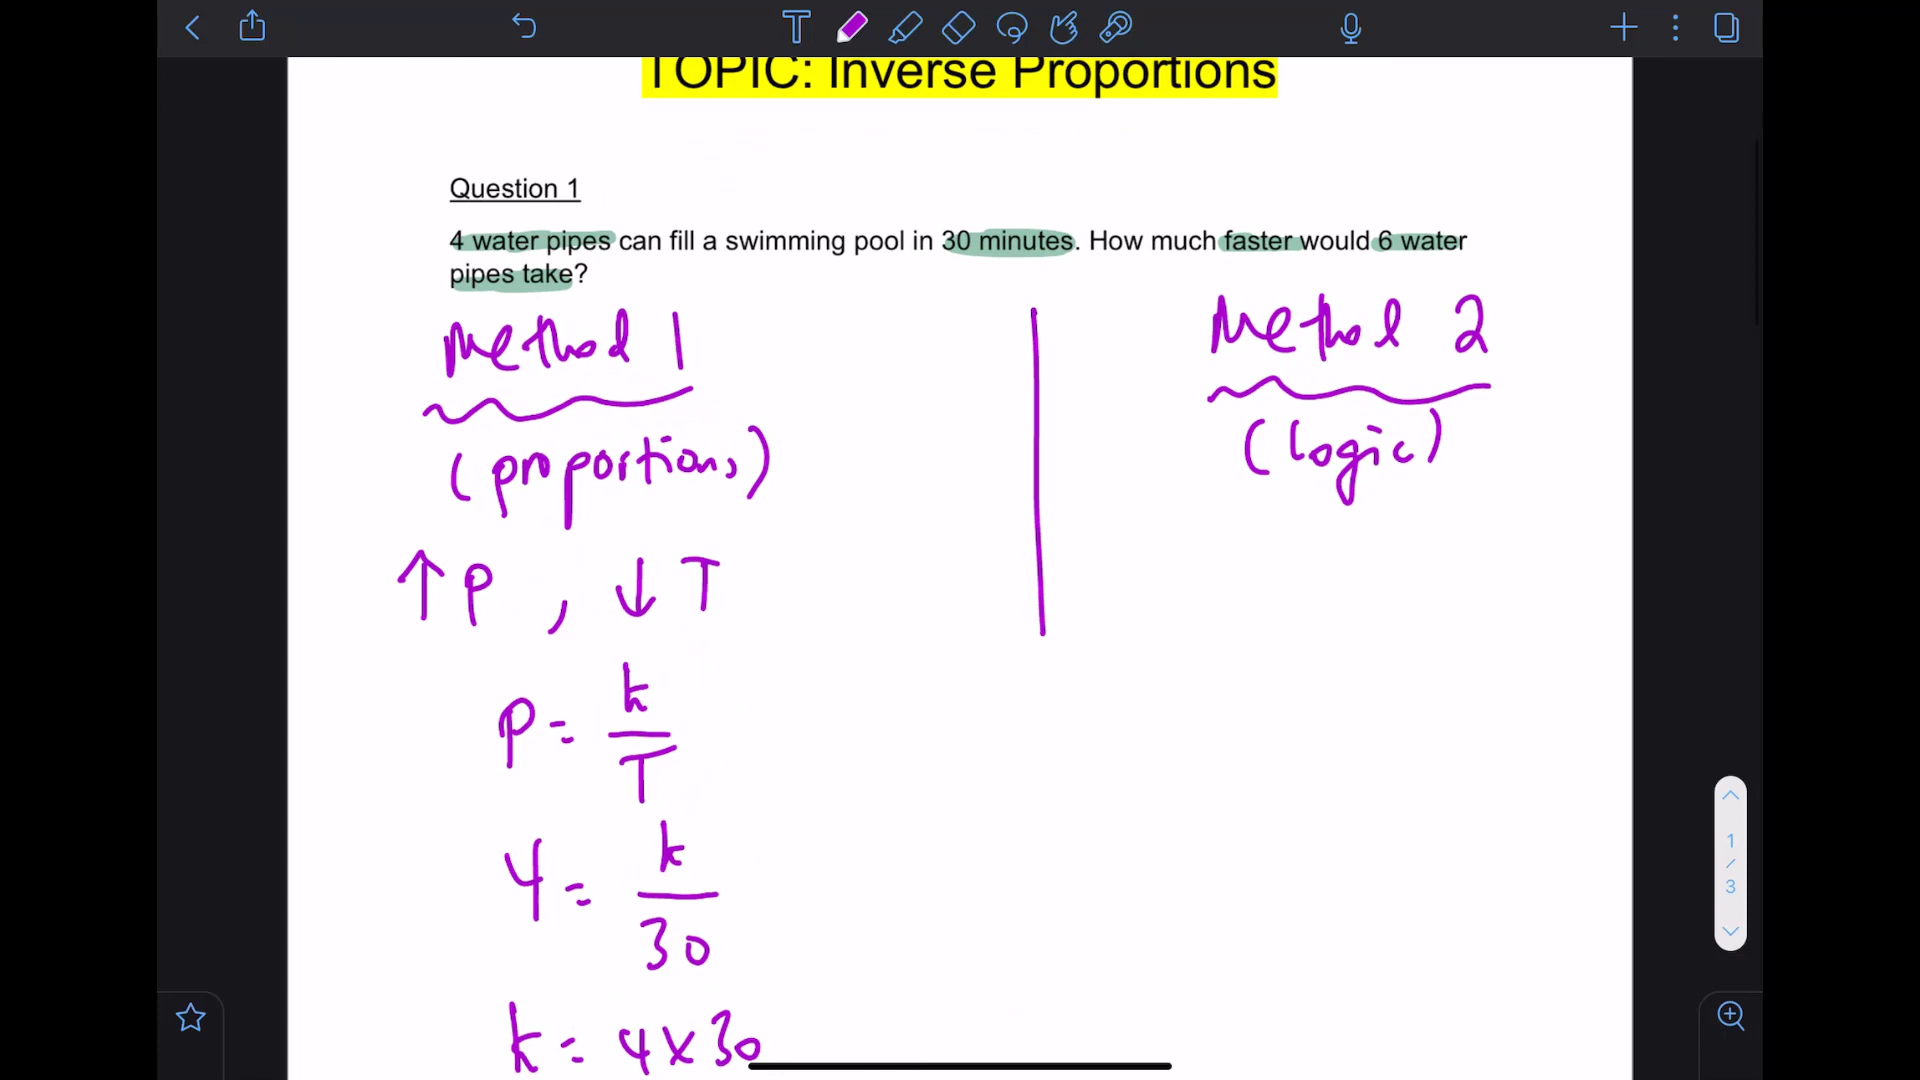 TOPIC: Inverse Proportions
Question 1
4 water pipes can fill a swimming pool in 30 minutes. How much faster would 6 water
pipes take?
Method 1
(proportions)
↑ P , ↓ T
P = k/T
4 = k/30
k = 4 x 30
Method 2
(logic)
1
/
3